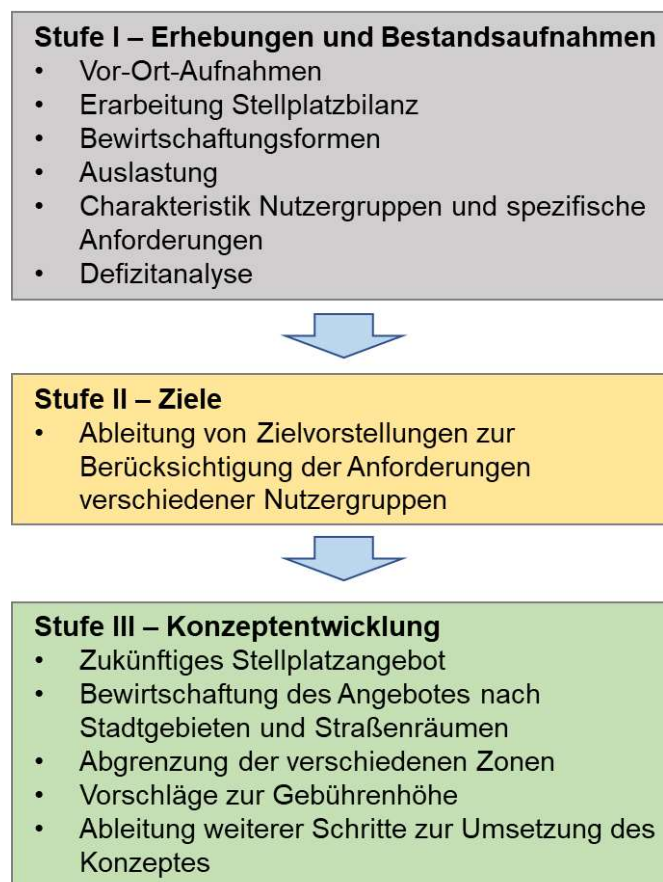 Stufe I – Erhebungen und Bestandsaufnahmen
• Vor-Ort-Aufnahmen
• Erarbeitung Stellplatzbilanz
• Bewirtschaftungsformen
• Auslastung
• Charakteristik Nutzergruppen und spezifische
Anforderungen
• Defizitanalyse
Stufe II – Ziele
• Ableitung von Zielvorstellungen zur
Berücksichtigung der Anforderungen
verschiedener Nutzergruppen
Stufe III – Konzeptentwicklung
• Zukünftiges Stellplatzangebot
• Bewirtschaftung des Angebotes nach
Stadtgebieten und Straßenräumen
• Abgrenzung der verschiedenen Zonen
• Vorschläge zur Gebührenhöhe
• Ableitung weiterer Schritte zur Umsetzung des
Konzeptes